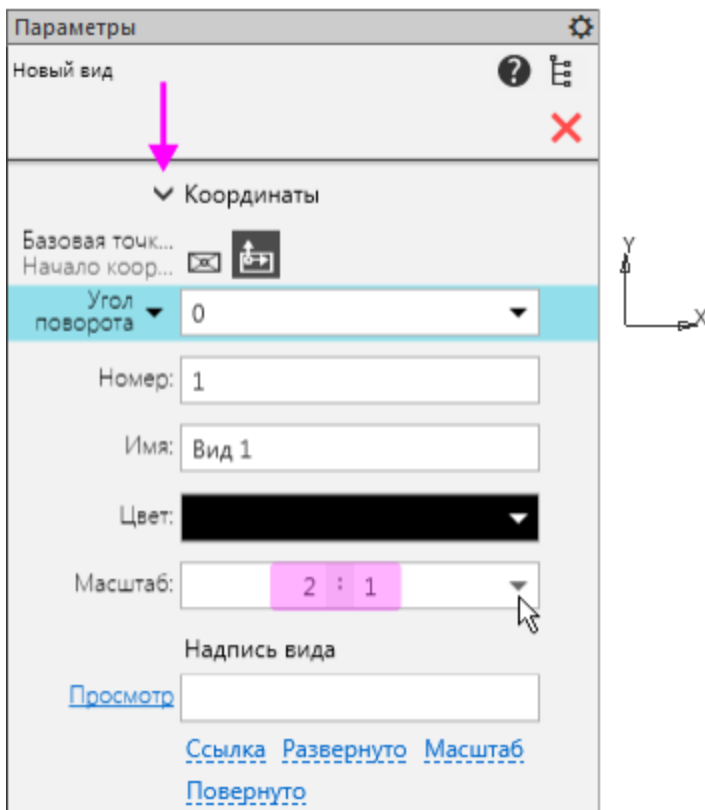 Параметры
Новый вид
Координаты
Базовая точк...
Начало коор...
Угол
поворота
0
Номер: 1
Имя: Вид 1
Цвет:
Масштаб: 2 : 1
Надпись вида
Просмотр
Ссылка Развернуто Масштаб
Повернуто
Y
X